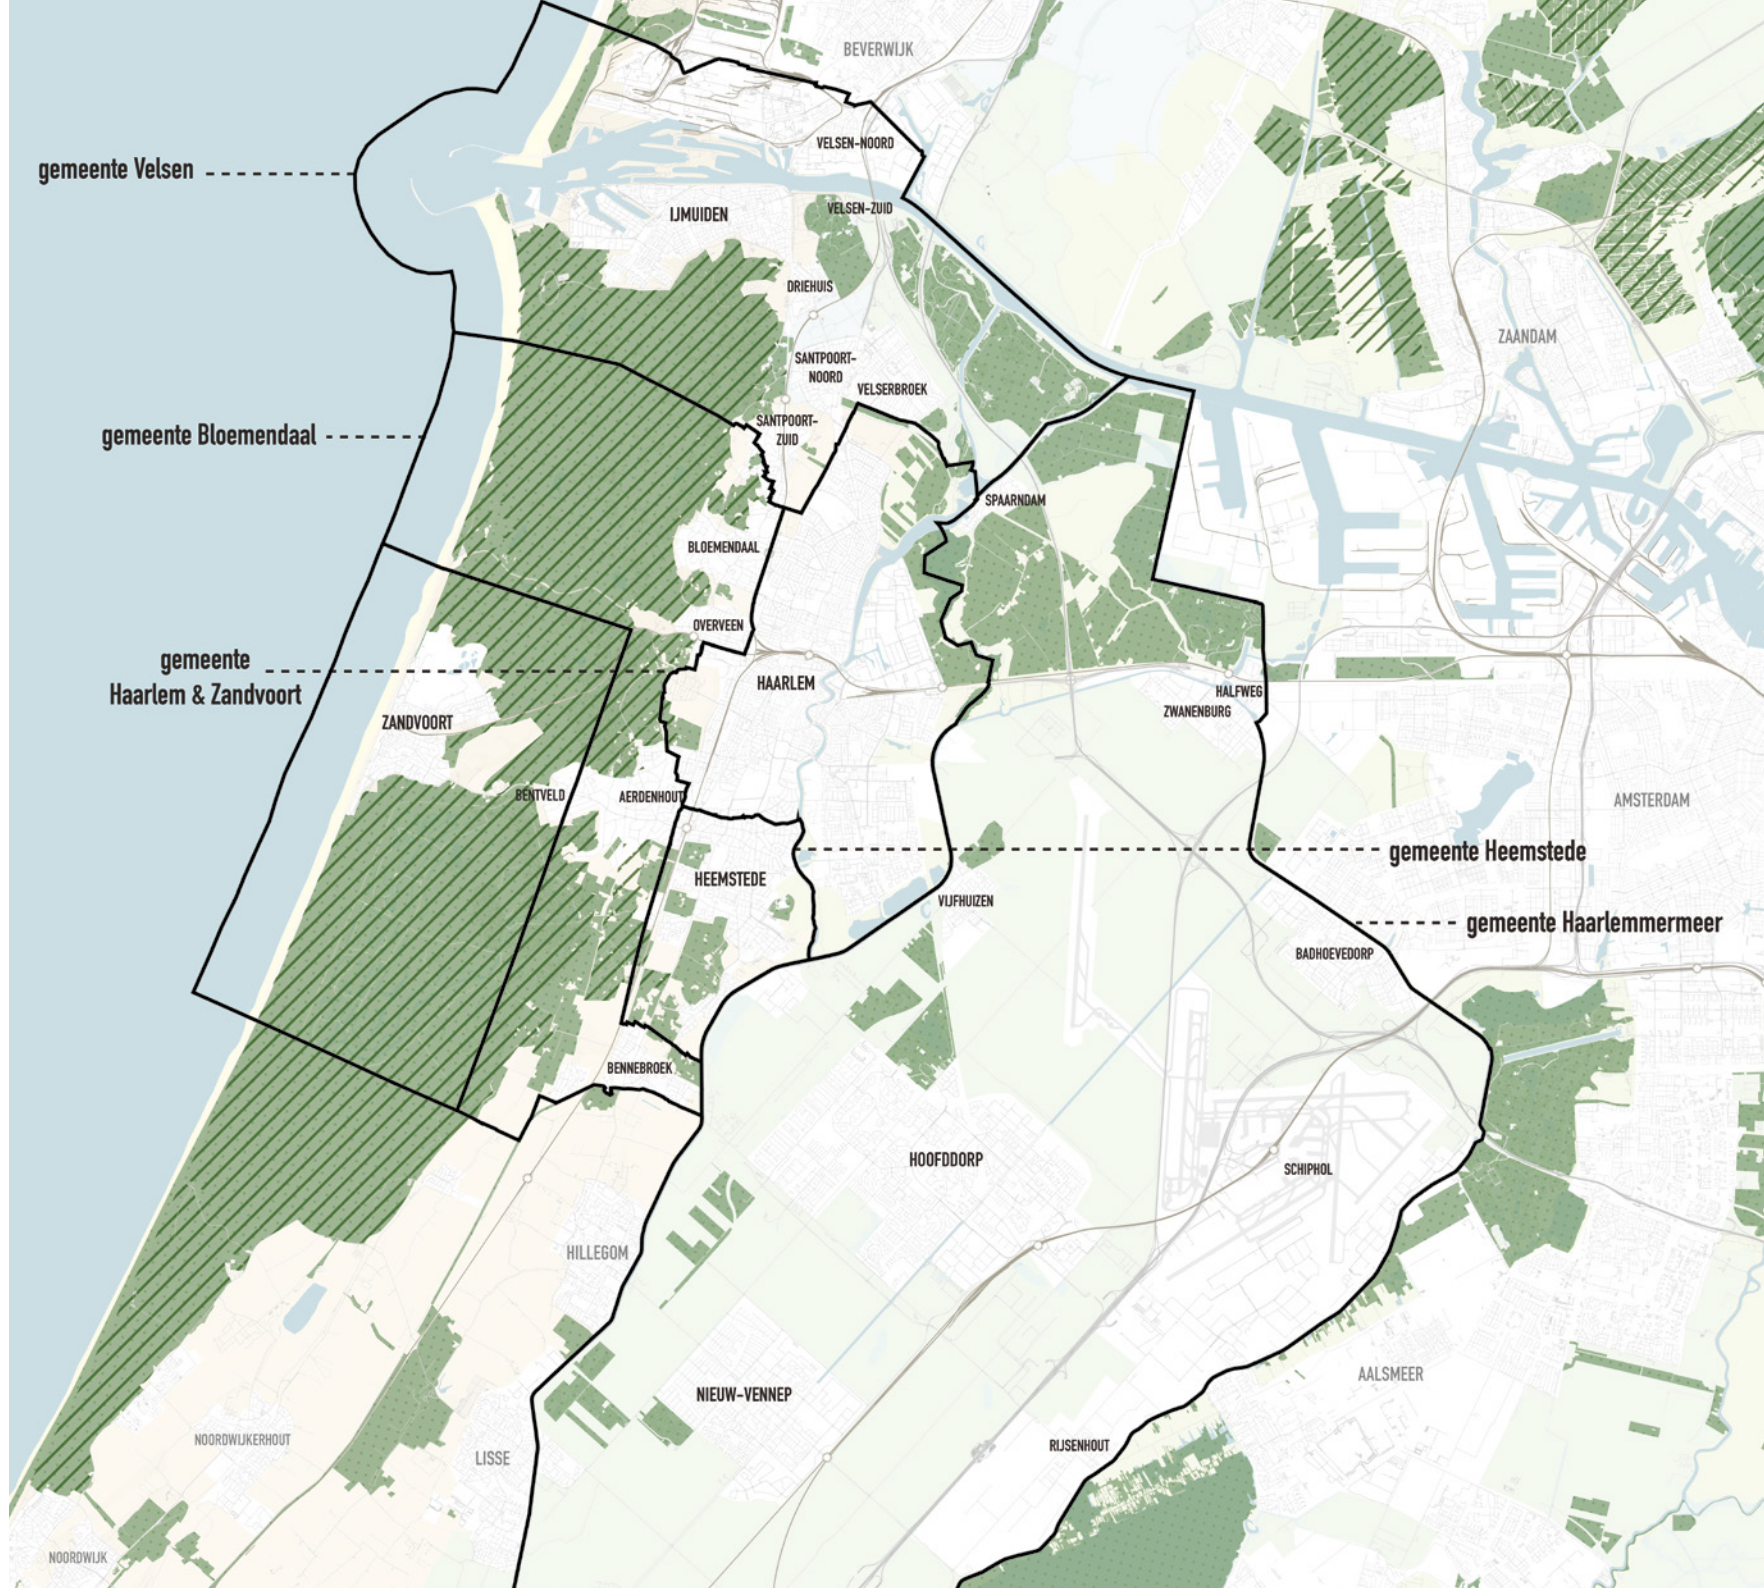 BEVERWIJK
VELSEN-NOORD
gemeente Velsen
VELSEN-ZUID
IJMUIDEN
DRIEHUIS
ZAANDAM
SANTPOORT-
NOORD
VELSERBROEK
SANTPOORT-
ZUID
gemeente Bloemendaal
SPAARNDAM
BLOEMENDAAL
OVERVEEN
gemeente
Haarlem & Zandvoort
HAARLEM
HALFWEG
ZWANENBURG
ZANDVOORT
BENTVELD
AERDENHOUT
AMSTERDAM
gemeente Heemstede
HEEMSTEDE
VIJFHUIZEN
gemeente Haarlemmermeer
BADHOEVEDORP
BENNEBROEK
HOOFDDORP
SCHIPHOL
HILLEGOM
AALSMEER
NIEUW-VENNEP
NOORDWIJKERHOUT
RIJSENHOUT
LISSE
NOORDWIJK